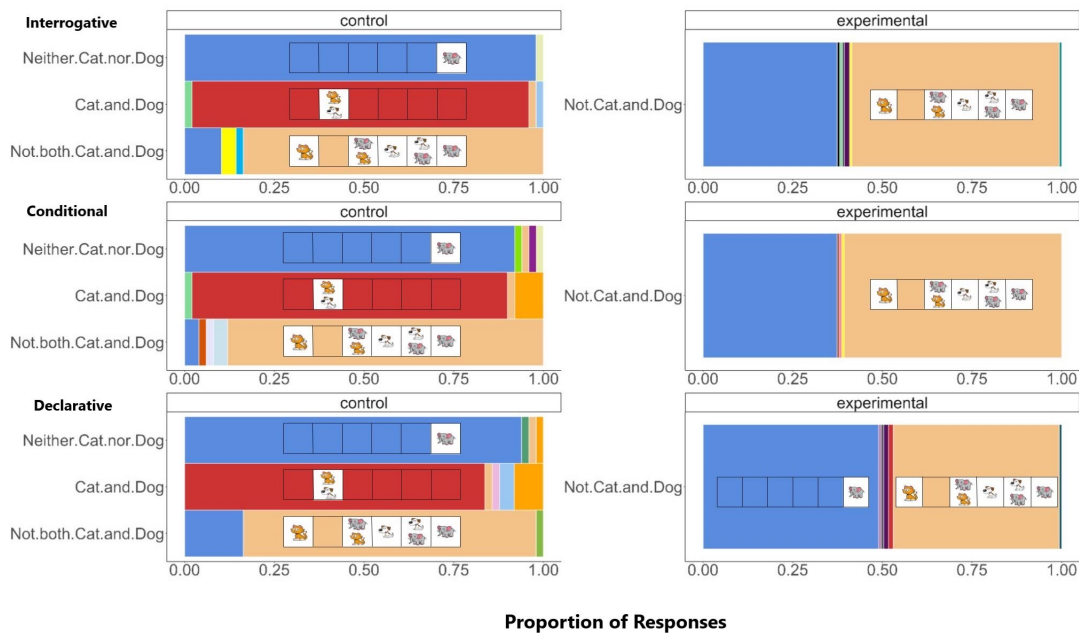 Interrogative
control
experimental
Neither.Cat.nor.Dog
Cat.and.Dog
Not.both.Cat.and.Dog
Not.Cat.and.Dog
0.00 0.25 0.50 0.75 1.00
0.00 0.25 0.50 0.75 1.00
Conditional
control
experimental
Neither.Cat.nor.Dog
Cat.and.Dog
Not.both.Cat.and.Dog
Not.Cat.and.Dog
0.00 0.25 0.50 0.75 1.00
0.00 0.25 0.50 0.75 1.00
Declarative
control
experimental
Neither.Cat.nor.Dog
Cat.and.Dog
Not.both.Cat.and.Dog
Not.Cat.and.Dog
0.00 0.25 0.50 0.75 1.00
0.00 0.25 0.50 0.75 1.00
Proportion of Responses